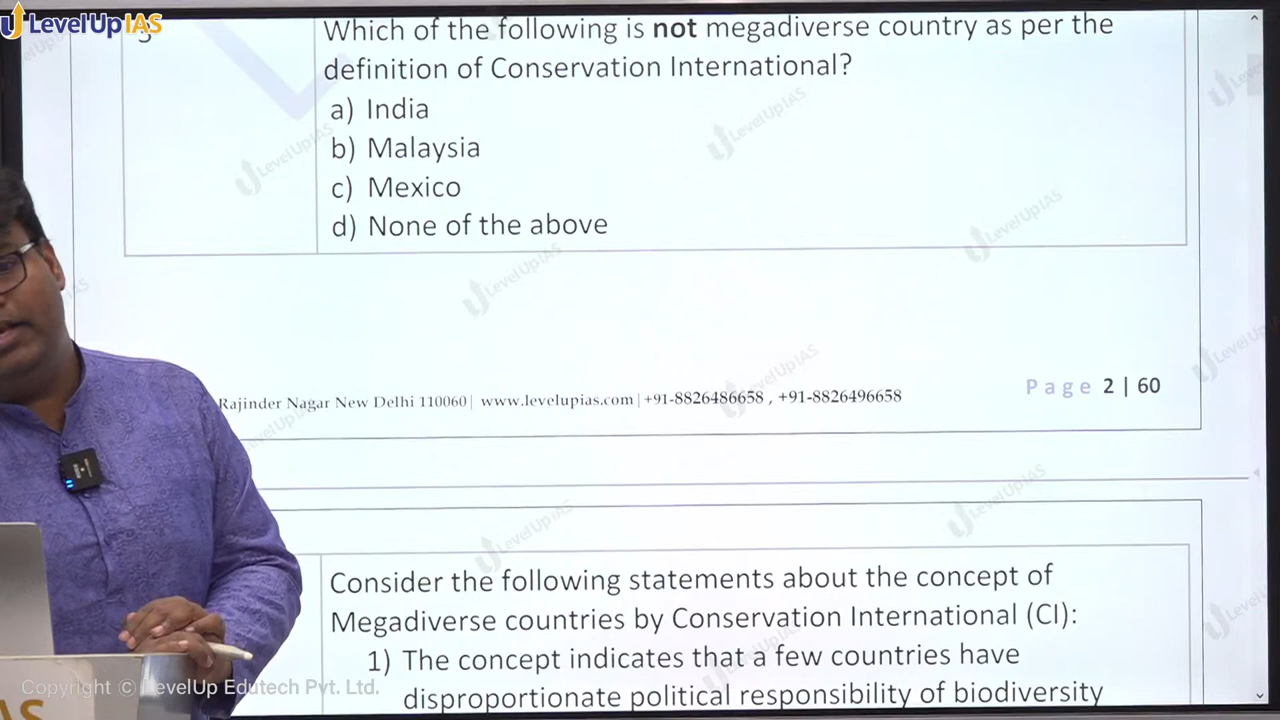 LevelUp IAS
Which of the following is not megadiverse country as per the
definition of Conservation International?
a) India
b) Malaysia
c) Mexico
d) None of the above
Rajinder Nagar New Delhi 110060| www.levelupias.com | +91-8826486658 , +91-8826496658
Page 2 | 60
Consider the following statements about the concept of
Megadiverse countries by Conservation International (CI):
1) The concept indicates that a few countries have
disproportionate political responsibility of biodiversity
Copyright © LevelUp Edutech Pvt. Ltd.